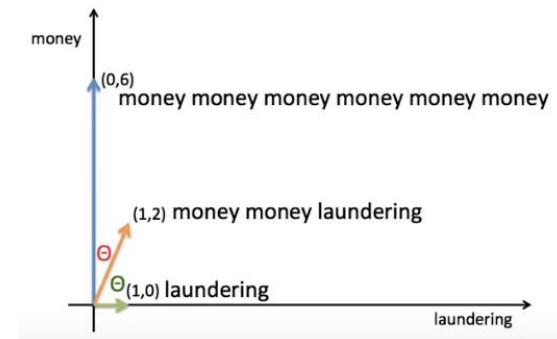 money
(0,6)
money money money money money money
(1,2) money money laundering
Θ
Θ(1,0) laundering
laundering